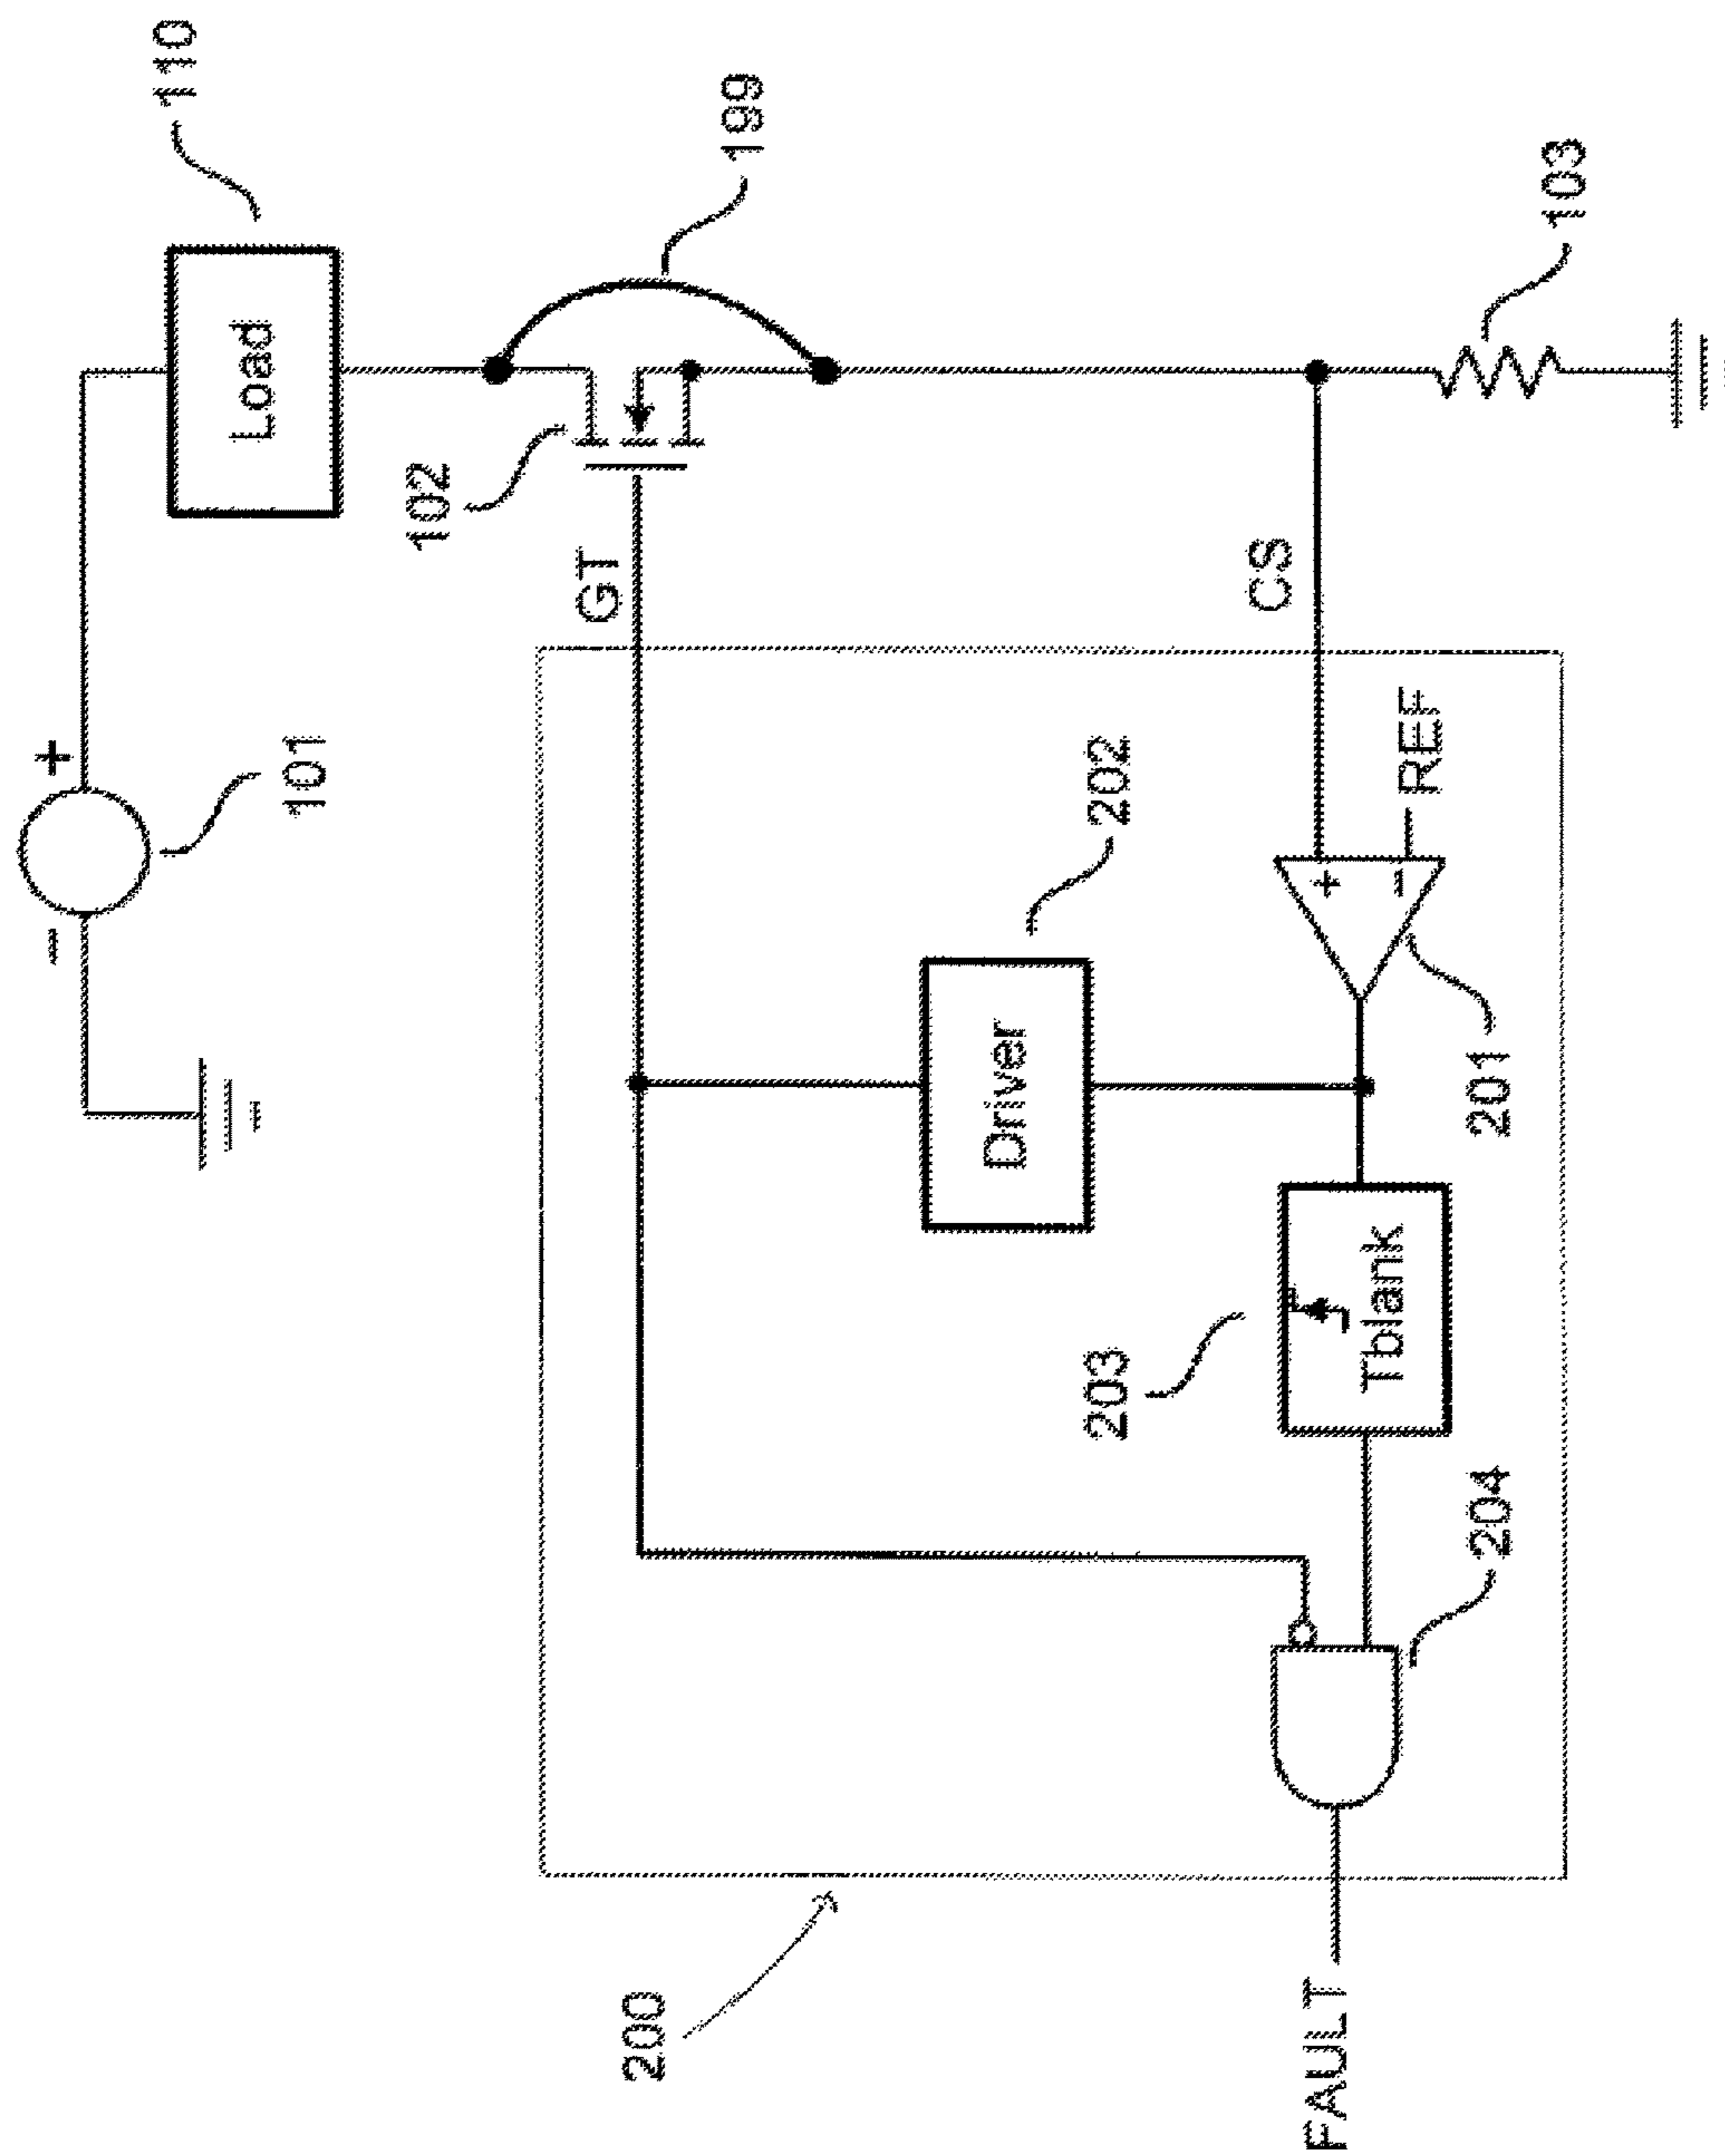 110
Load
199
102
GT
CS
103
+
−
101
202
Driver
+
−
REF
201
203
Tblank
204
200
FAULT